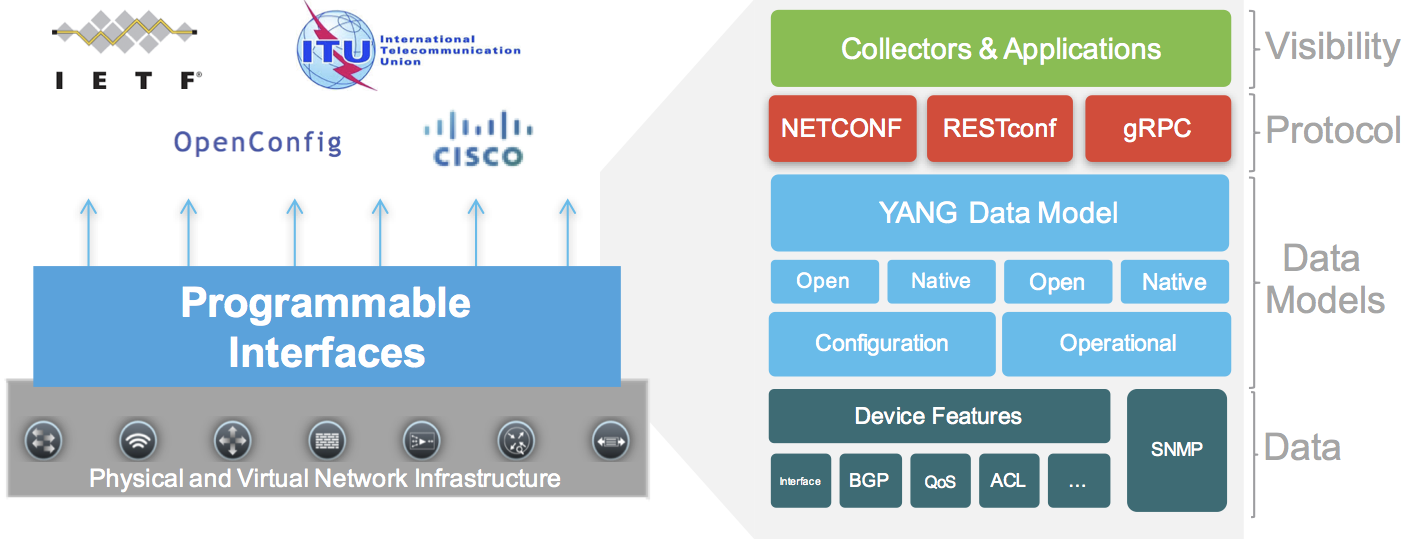 IETF®
ITU
International
Telecommunication
Union
OpenConfig
CISCO
Programmable
Interfaces
Physical and Virtual Network Infrastructure
Collectors & Applications
Visibility
NETCONF
RESTconf
gRPC
Protocol
YANG Data Model
Open
Native
Open
Native
Configuration
Operational
Data
Models
Device Features
SNMP
Interface
BGP
QoS
ACL
...
Data